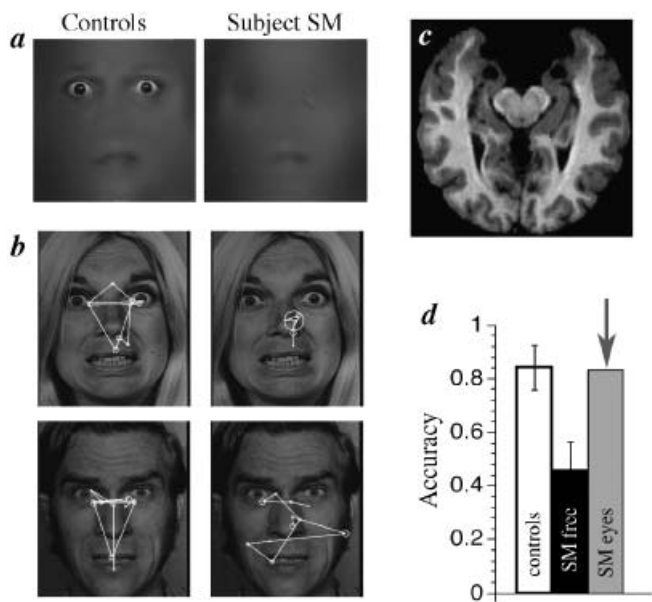 Controls
Subject SM
a
c
b
d
1
0.8
0.6
0.4
0.2
0
Accuracy
controls
SM free
SM eyes